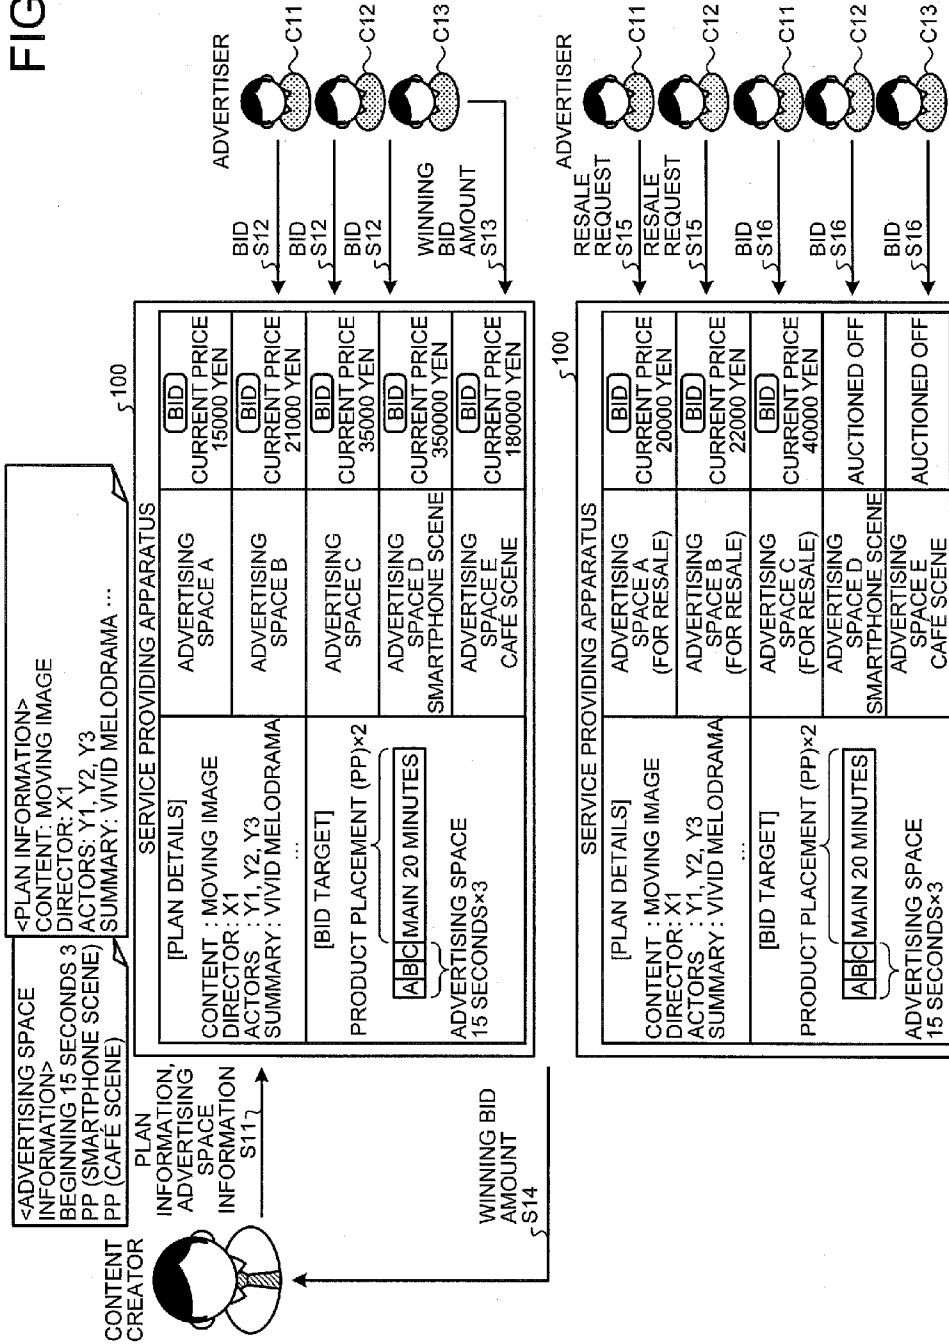 FIG
<ADVERTISING SPACE
INFORMATION>
BEGINNING 15 SECONDS 3
PP (SMARTPHONE SCENE)
PP (CAFÉ SCENE)
<PLAN INFORMATION>
CONTENT: MOVING IMAGE
DIRECTOR: X1
ACTORS: Y1, Y2, Y3
SUMMARY: VIVID MELODRAMA ...
CONTENT
CREATOR
PLAN
INFORMATION,
ADVERTISING
SPACE
INFORMATION
S11
WINNING BID
AMOUNT
S14
100
SERVICE PROVIDING APPARATUS
[PLAN DETAILS]
CONTENT : MOVING IMAGE
DIRECTOR: X1
ACTORS : Y1, Y2, Y3
SUMMARY : VIVID MELODRAMA
...
[BID TARGET]
PRODUCT PLACEMENT (PP)×2
A B C MAIN 20 MINUTES
ADVERTISING SPACE
15 SECONDS×3
ADVERTISING
SPACE A
BID
CURRENT PRICE
15000 YEN
ADVERTISING
SPACE B
BID
CURRENT PRICE
21000 YEN
ADVERTISING
SPACE C
BID
CURRENT PRICE
35000 YEN
ADVERTISING
SPACE D
SMARTPHONE SCENE
BID
CURRENT PRICE
350000 YEN
ADVERTISING
SPACE E
CAFÉ SCENE
BID
CURRENT PRICE
180000 YEN
ADVERTISER
BID
S12
C11
BID
S12
C12
BID
S12
C13
WINNING
BID
AMOUNT
S13
100
SERVICE PROVIDING APPARATUS
[PLAN DETAILS]
CONTENT : MOVING IMAGE
DIRECTOR: X1
ACTORS : Y1, Y2, Y3
SUMMARY : VIVID MELODRAMA
...
[BID TARGET]
PRODUCT PLACEMENT (PP)×2
A B C MAIN 20 MINUTES
ADVERTISING SPACE
15 SECONDS×3
ADVERTISING
SPACE A
(FOR RESALE)
BID
CURRENT PRICE
20000 YEN
ADVERTISING
SPACE B
(FOR RESALE)
BID
CURRENT PRICE
22000 YEN
ADVERTISING
SPACE C
(FOR RESALE)
BID
CURRENT PRICE
40000 YEN
ADVERTISING
SPACE D
SMARTPHONE SCENE
AUCTIONED OFF
ADVERTISING
SPACE E
CAFÉ SCENE
AUCTIONED OFF
ADVERTISER
RESALE
REQUEST
S15
C11
RESALE
REQUEST
S15
C12
BID
S16
C11
BID
S16
C12
BID
S16
C13